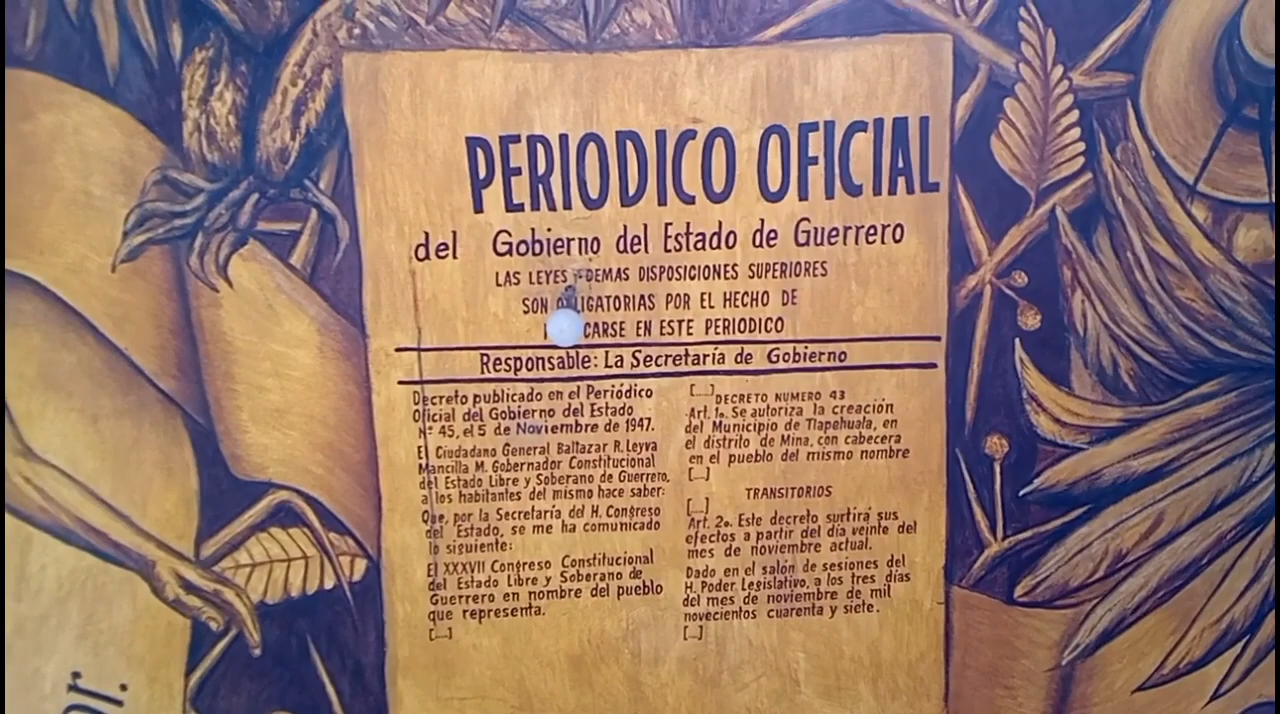 PERIODICO OFICIAL
del Gobierno del Estado de Guerrero
LAS LEYES DEMAS DISPOSICIONES SUPERIORES
SON POR EL HECHO DE
EN ESTE PERIODICO
Responsable: La Secretaría de Gobierno
Decreto publicado en el Periódico
Oficial del Gobierno del Estado
Nº 45, el 5 de Noviembre de 1947.
El Ciudadano General Baltazar R. Leyva
Mancilla M. Gobernador Constitucional
del Estado Libre y Soberano de Guerrero,
a los habitantes del mismo hace saber:
Que, por la Secretaría del H. Congreso
del Estado, se me ha comunicado
lo siguiente:
El XXXVII Congreso Constitucional
del Estado Libre y Soberano de
Guerrero en nombre del pueblo
que representa.
[...]
[...] DECRETO NUMERO 43
Art. 1o. Se autoriza la creación
del Municipio de Tlapehuala, en
el distrito de Mina, con cabecera
en el pueblo del mismo nombre
[...]
TRANSITORIOS
[...]
Art. 2o. Este decreto surtirá sus
efectos a partir del día veinte del
mes de noviembre actual.
Dado en el salón de sesiones del
H. Poder Legislativo, a los tres días
del mes de noviembre de mil
novecientos cuarenta y siete.
[...]
or.